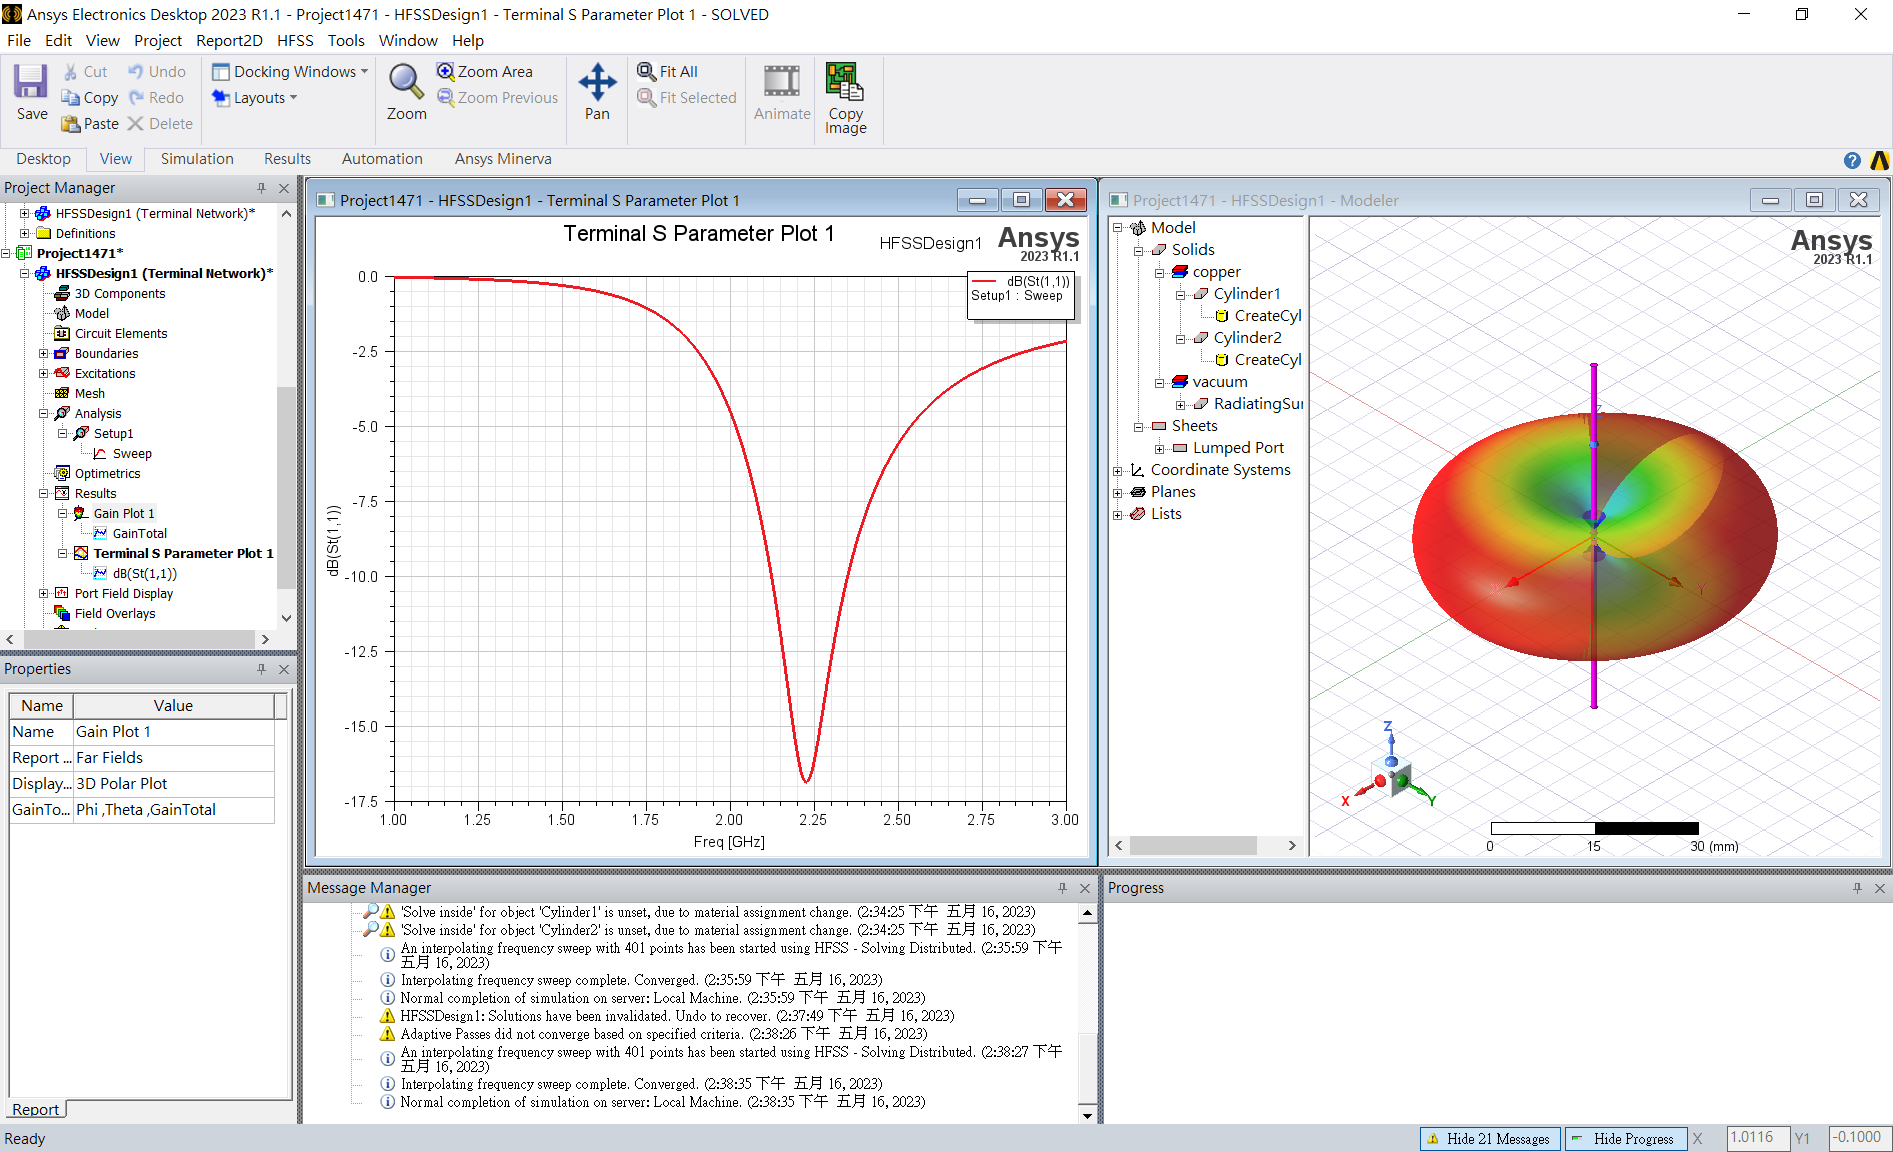 Ansys Electronics Desktop 2023 R1.1 - Project1471 - HFSSDesign1 - Terminal S Parameter Plot 1 - SOLVED
File Edit View Project Report2D HFSS Tools Window Help
Save
Cut
Copy
Paste
Undo
Redo
Delete
Docking Windows
Layouts
Zoom
Zoom Area
Zoom Previous
Pan
Fit All
Fit Selected
Animate
Copy
Image
Desktop View Simulation Results Automation Ansys Minerva
Project Manager
HFSSDesign1 (Terminal Network)*
Definitions
Project1471*
HFSSDesign1 (Terminal Network)*
3D Components
Model
Circuit Elements
Boundaries
Excitations
Mesh
Analysis
Setup1
Sweep
Optimetrics
Results
Gain Plot 1
GainTotal
Terminal S Parameter Plot 1
dB(St(1,1))
Port Field Display
Field Overlays
Properties
Name Value
Name Gain Plot 1
Report ... Far Fields
Display... 3D Polar Plot
GainTo... Phi ,Theta ,GainTotal
Report
Project1471 - HFSSDesign1 - Terminal S Parameter Plot 1
Terminal S Parameter Plot 1
HFSSDesign1
Ansys
2023 R1.1
dB(St(1,1))
Setup1 : Sweep
0.0
-2.5
-5.0
-7.5
-10.0
-12.5
-15.0
-17.5
dB(St(1,1))
1.00 1.25 1.50 1.75 2.00 2.25 2.50 2.75 3.00
Freq [GHz]
Project1471 - HFSSDesign1 - Modeler
Model
Solids
copper
Cylinder1
CreateCyl
Cylinder2
CreateCyl
vacuum
RadiatingSur
Sheets
Lumped Port
Coordinate Systems
Planes
Lists
Ansys
2023 R1.1
Z
Y
Z
X
Y
0 15 30 (mm)
Message Manager
'Solve inside' for object 'Cylinder1' is unset, due to material assignment change. (2:34:25 下午 五月 16, 2023)
'Solve inside' for object 'Cylinder2' is unset, due to material assignment change. (2:34:25 下午 五月 16, 2023)
An interpolating frequency sweep with 401 points has been started using HFSS - Solving Distributed. (2:35:59 下午
五月 16, 2023)
Interpolating frequency sweep complete. Converged. (2:35:59 下午 五月 16, 2023)
Normal completion of simulation on server: Local Machine. (2:35:59 下午 五月 16, 2023)
HFSSDesign1: Solutions have been invalidated. Undo to recover. (2:37:49 下午 五月 16, 2023)
Adaptive Passes did not converge based on specified criteria. (2:38:26 下午 五月 16, 2023)
An interpolating frequency sweep with 401 points has been started using HFSS - Solving Distributed. (2:38:27 下午
五月 16, 2023)
Interpolating frequency sweep complete. Converged. (2:38:35 下午 五月 16, 2023)
Normal completion of simulation on server: Local Machine. (2:38:35 下午 五月 16, 2023)
Progress
Ready
Hide 21 Messages
Hide Progress
X 1.0116 Y1 -0.1000